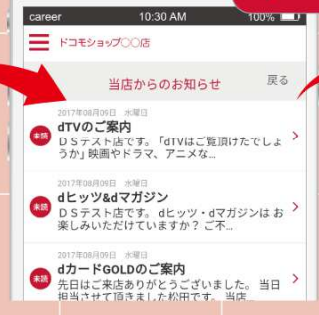 career 10:30 AM 100%
ドコモショップ〇〇店
当店からのお知らせ 戻る
2017年08月09日 水曜日
dTVのご案内
未読
DSテスト店です。「dTVはご覧頂けたでしょ
うか」映画やドラマ、アニメな...
2017年08月09日 水曜日
dヒッツ&dマガジン
未読
DSテスト店です。dヒッツ・dマガジンは お
楽しみいただけていますか？ご不...
2017年08月09日 水曜日
dカードGOLDのご案内
未読
先日はご来店ありがとうございました。 当日
担当させて頂きました松田です。 当店...